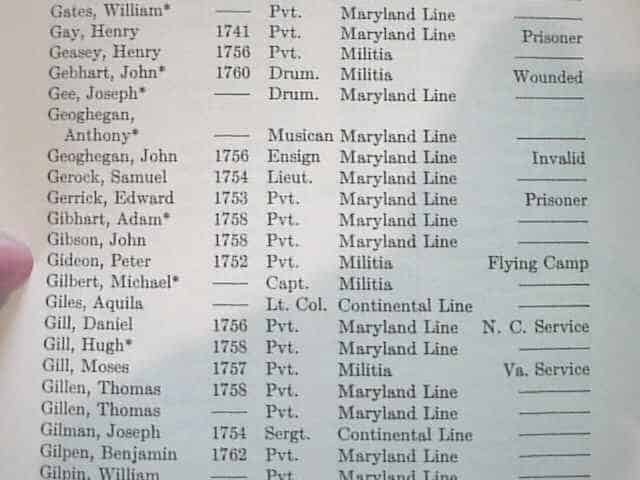 Gates, William* —— Pvt. Maryland Line ——
Gay, Henry 1741 Pvt. Maryland Line Prisoner
Geasey, Henry 1756 Pvt. Militia ——
Gebhart, John* 1760 Drum. Militia Wounded
Gee, Joseph* —— Drum. Maryland Line ——
Geoghegan,
Anthony* —— Musican Maryland Line ——
Geoghegan, John 1756 Ensign Maryland Line Invalid
Gerock, Samuel 1754 Lieut. Maryland Line ——
Gerrick, Edward 1753 Pvt. Maryland Line Prisoner
Gibhart, Adam* 1758 Pvt. Maryland Line ——
Gibson, John 1758 Pvt. Maryland Line ——
Gideon, Peter 1752 Pvt. Militia Flying Camp
Gilbert, Michael* —— Capt. Militia ——
Giles, Aquila —— Lt. Col. Continental Line ——
Gill, Daniel 1756 Pvt. Maryland Line N. C. Service
Gill, Hugh* 1758 Pvt. Maryland Line ——
Gill, Moses 1757 Pvt. Militia Va. Service
Gillen, Thomas 1758 Pvt. Maryland Line ——
Gillen, Thomas —— Pvt. Maryland Line ——
Gilman, Joseph 1754 Sergt. Continental Line ——
Gilpen, Benjamin 1762 Pvt. Maryland Line ——
Gilpin, William —— Pvt. Maryland Line ——